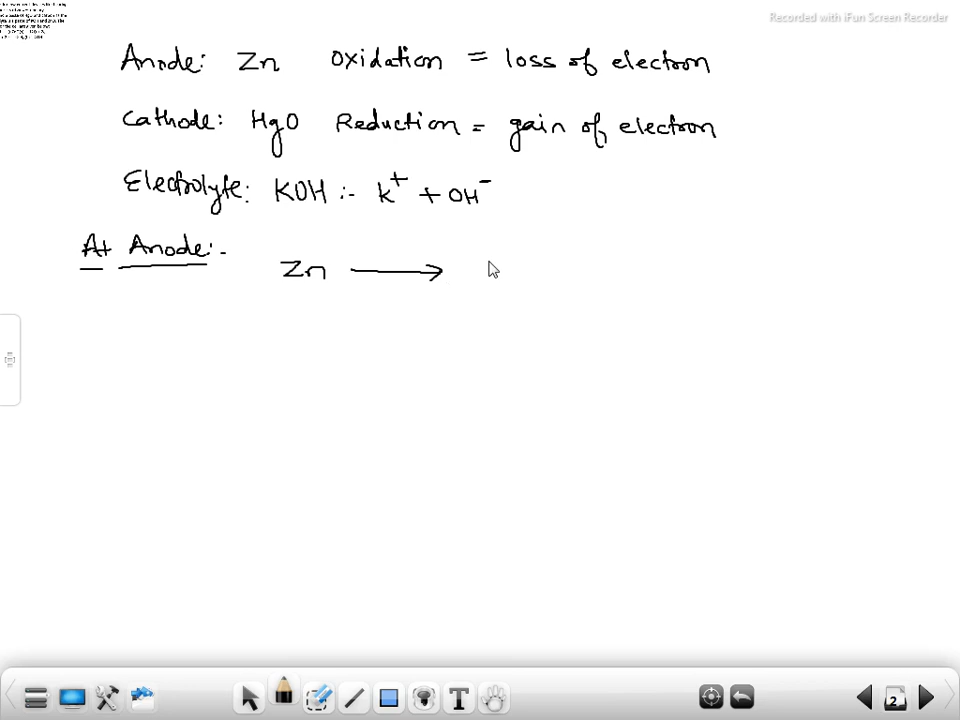 Recorded with iFun Screen Recorder
Anode: Zn oxidation = loss of electron
Cathode: HgO Reduction = gain of electron
Electrolyte: KOH :- K⁺ + OH⁻
At Anode:-
Zn ⟶
2